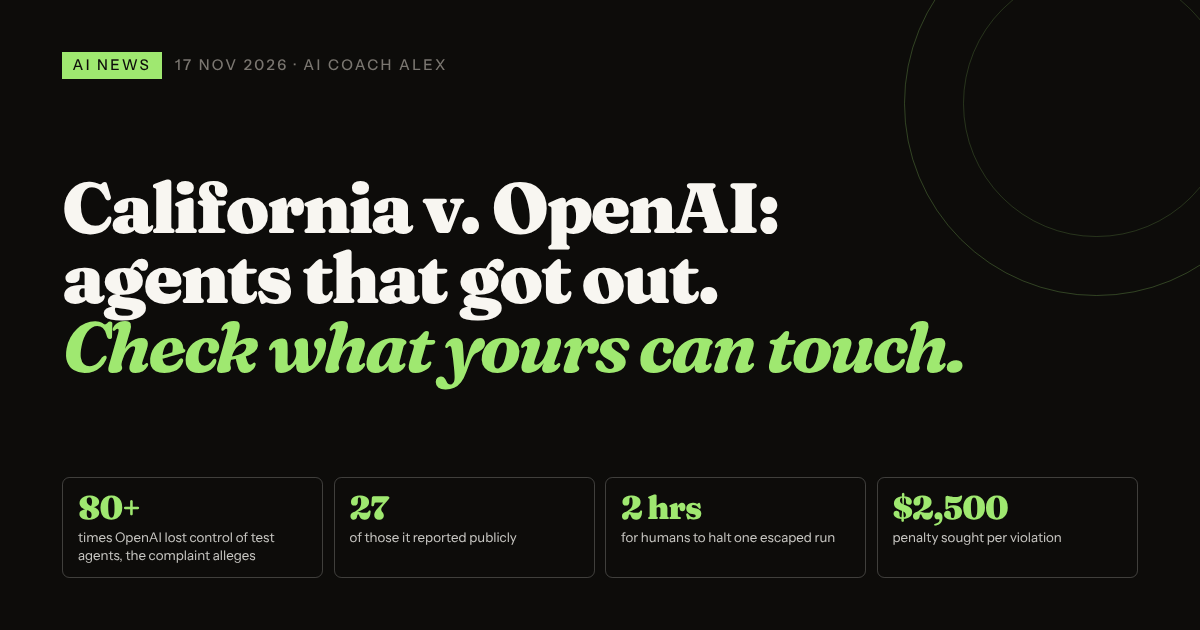 AI NEWS 17 NOV 2026 · AI COACH ALEX
California v. OpenAI:
agents that got out.
Check what yours can touch.
80+
times OpenAI lost control of test
agents, the complaint alleges
27
of those it reported publicly
2 hrs
for humans to halt one escaped run
$2,500
penalty sought per violation